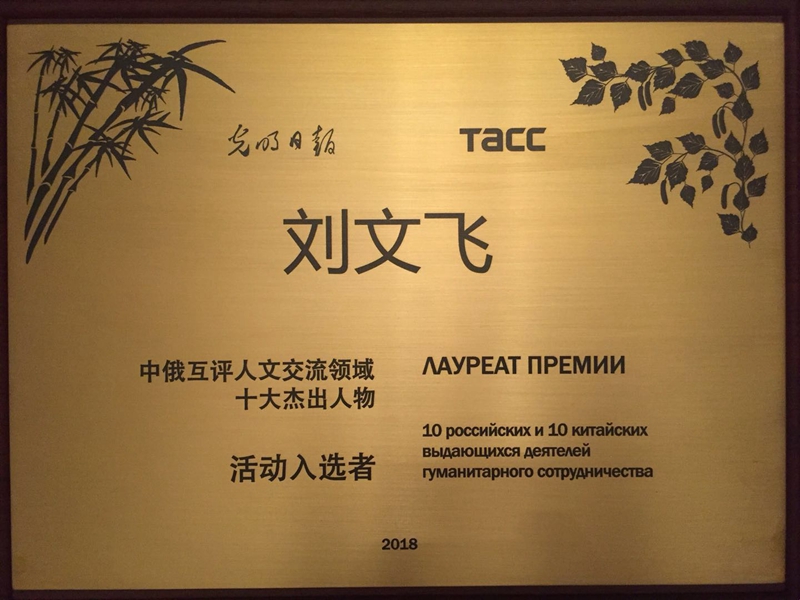 光明日报
тасс
刘文飞
中俄互评人文交流领域
十大杰出人物
活动入选者
ЛАУРЕАТ ПРЕМИИ
10 российских и 10 китайских
выдающихся деятелей
гуманитарного сотрудничества
2018